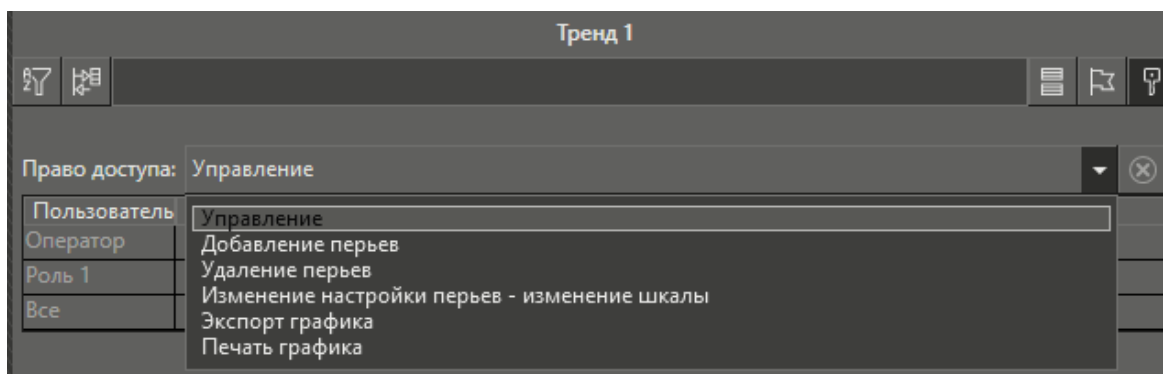 Тренд 1
Право доступа: Управление
Пользователь
Управление
Оператор
Добавление перьев
Удаление перьев
Роль 1
Изменение настройки перьев - изменение шкалы
Все
Экспорт графика
Печать графика